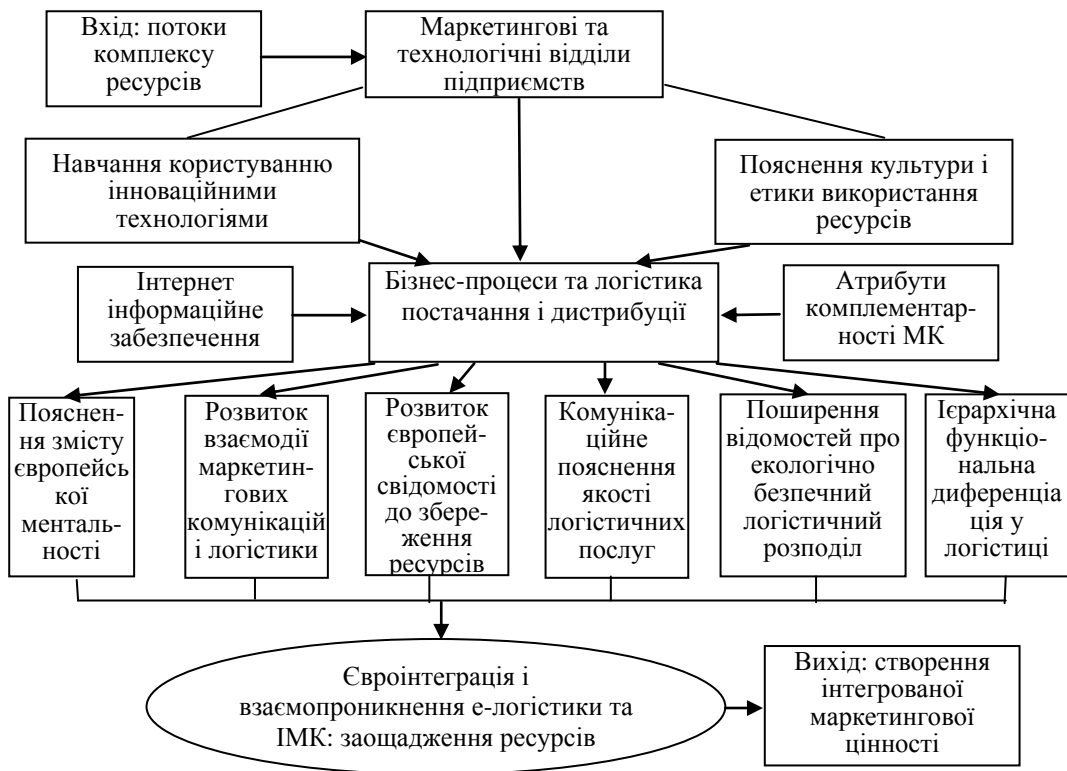 Вхід: потоки
комплексу
ресурсів
Маркетингові та
технологічні відділи
підприємств
Навчання користуванню
інноваційними
технологіями
Пояснення культури і
етики використання
ресурсів
Інтернет
інформаційне
забезпечення
Бізнес-процеси та логістика
постачання і дистрибуції
Атрибути
комплементар-
ності МК
Пояснен-
ня змісту
європейсь
кої
менталь-
ності
Розвиток
взаємодії
маркетин-
гових
комунікацій
і логістики
Розвиток
європей-
ської
свідомості
до збере-
ження
ресурсів
Комуніка-
ційне
пояснення
якості
логістичних
послуг
Поширення
відомостей про
екологічно
безпечний
логістичний
розподіл
Ієрархічна
функціо-
нальна
диференціа
ція у
логістиці
Євроінтеграція і
взаємопроникнення е-логістики та
ІМК: заощадження ресурсів
Вихід: створення
інтегрованої
маркетингової
цінності